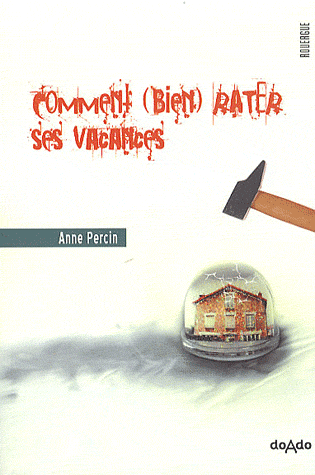 ROUERGUE
COMMENT (Bien) RATER
ses VACANCES
Anne Percin
doAdo